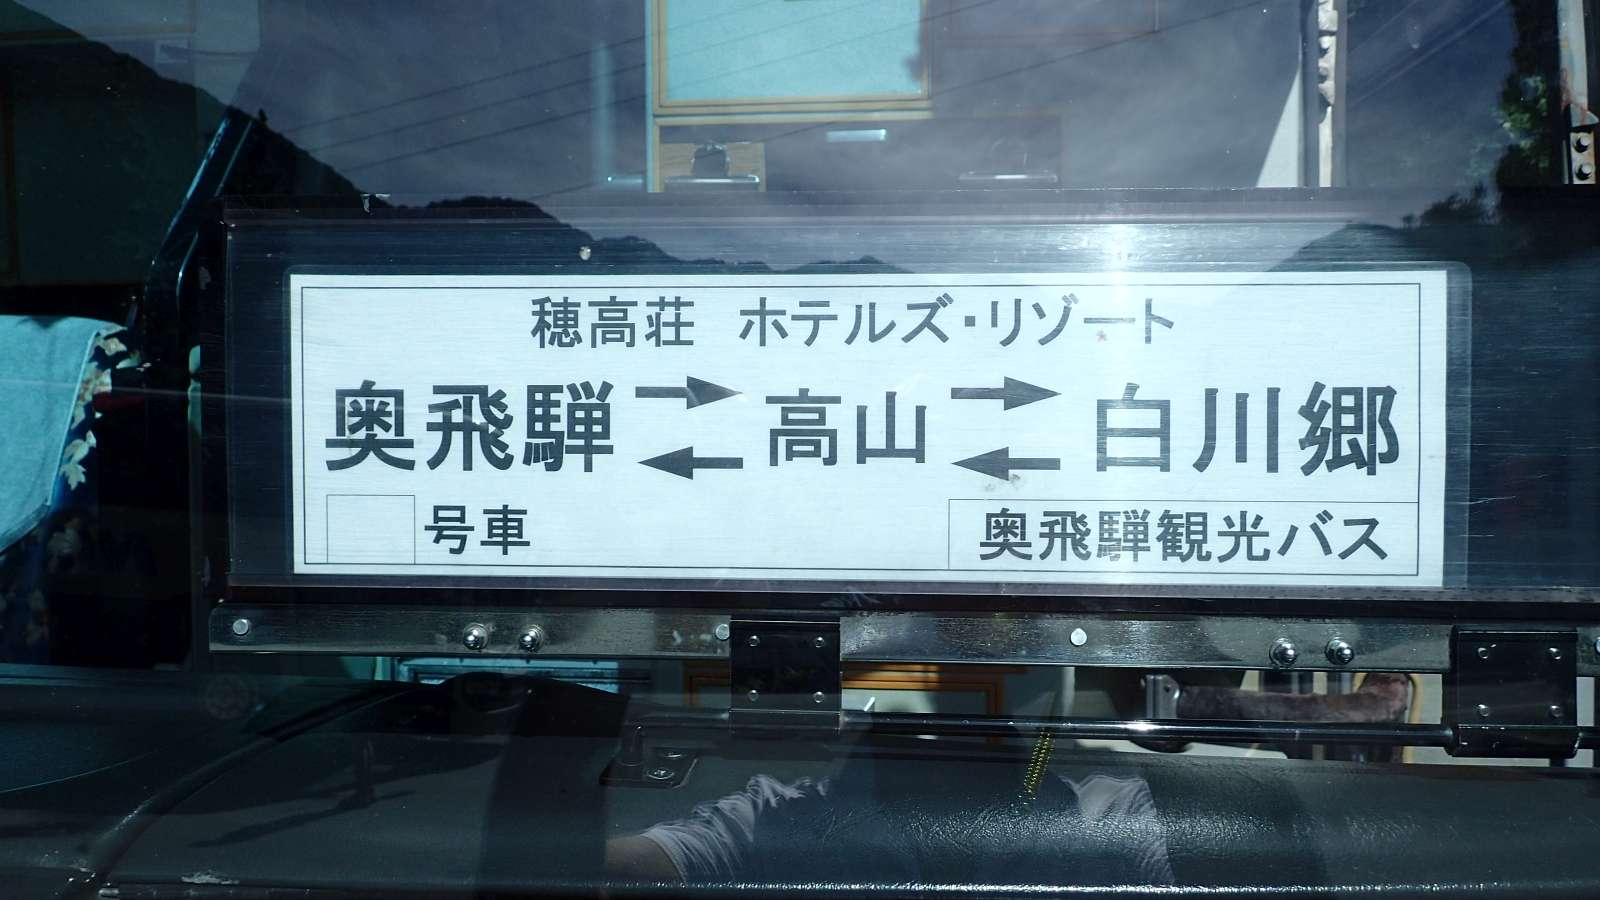 穂高荘 ホテルズ・リゾート
奥飛騨 ⇄ 高山 ⇄ 白川郷
号車
奥飛騨観光バス